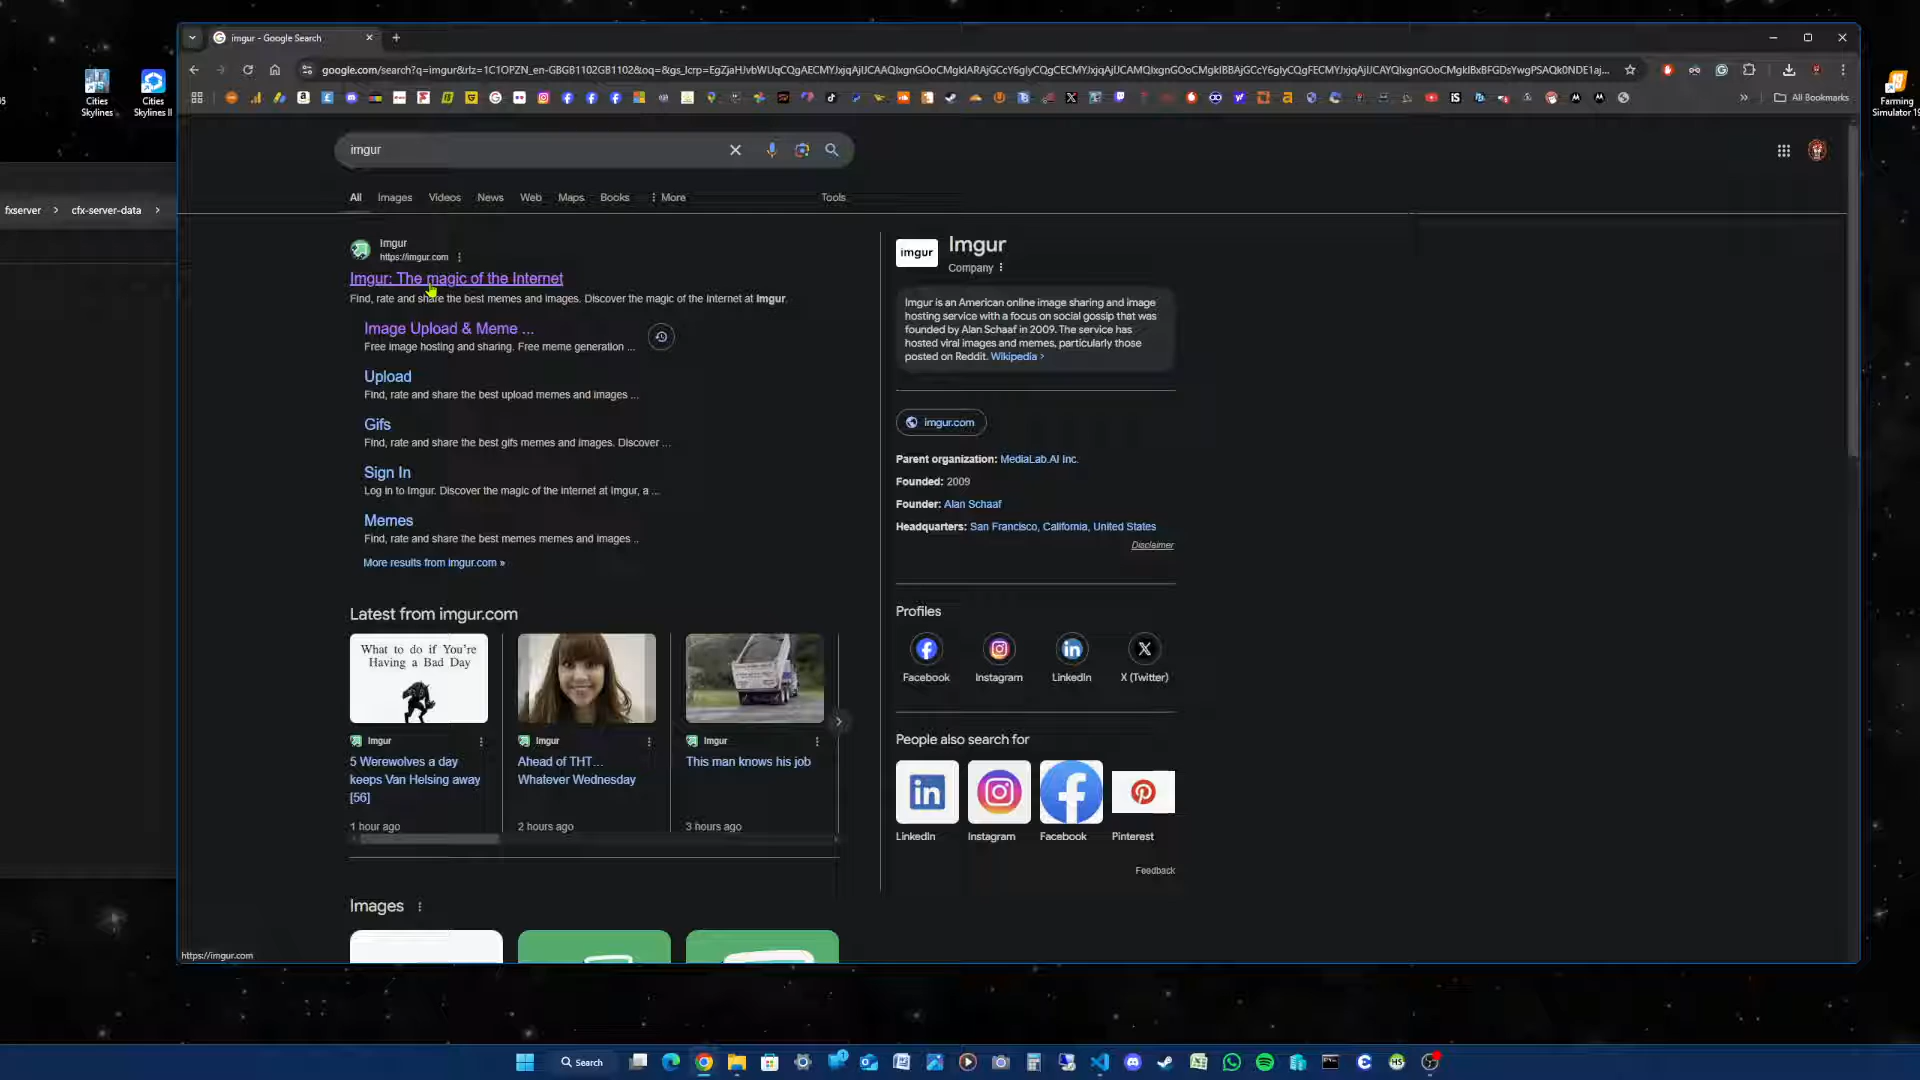 imgur - Google Search
google.com/search?q=imgur&rlz=1C1OPZN_en-GBGB1102GB1102&oq=&gs_lcrp=
All Bookmarks
Cities
Skylines
Cities
Skylines II
Farming
Simulator 19
fxserver > cfx-server-data >
imgur
All Images Videos News Web Maps Books More Tools
Imgur
https://imgur.com
Imgur: The magic of the Internet
Find, rate and share the best memes and images. Discover the magic of the Internet at Imgur.
Image Upload & Meme ...
Free image hosting and sharing. Free meme generation ...
Upload
Find, rate and share the best upload memes and images ...
Gifs
Find, rate and share the best gifs memes and images. Discover ...
Sign In
Log in to Imgur. Discover the magic of the internet at Imgur, a ...
Memes
Find, rate and share the best memes memes and images ..
More results from imgur.com »
Latest from imgur.com
What to do if You're
Having a Bad Day
Imgur
5 Werewolves a day
keeps Van Helsing away
[56]
1 hour ago
Imgur
Ahead of THT...
Whatever Wednesday
2 hours ago
Imgur
This man knows his job
3 hours ago
Images
imgur
Imgur
Company
Imgur is an American online image sharing and image
hosting service with a focus on social gossip that was
founded by Alan Schaaf in 2009. The service has
hosted viral images and memes, particularly those
posted on Reddit. Wikipedia >
imgur.com
Parent organization: MediaLab.AI Inc.
Founded: 2009
Founder: Alan Schaaf
Headquarters: San Francisco, California, United States
Disclaimer
Profiles
Facebook Instagram LinkedIn X (Twitter)
People also search for
LinkedIn Instagram Facebook Pinterest
Feedback
https://imgur.com
Search